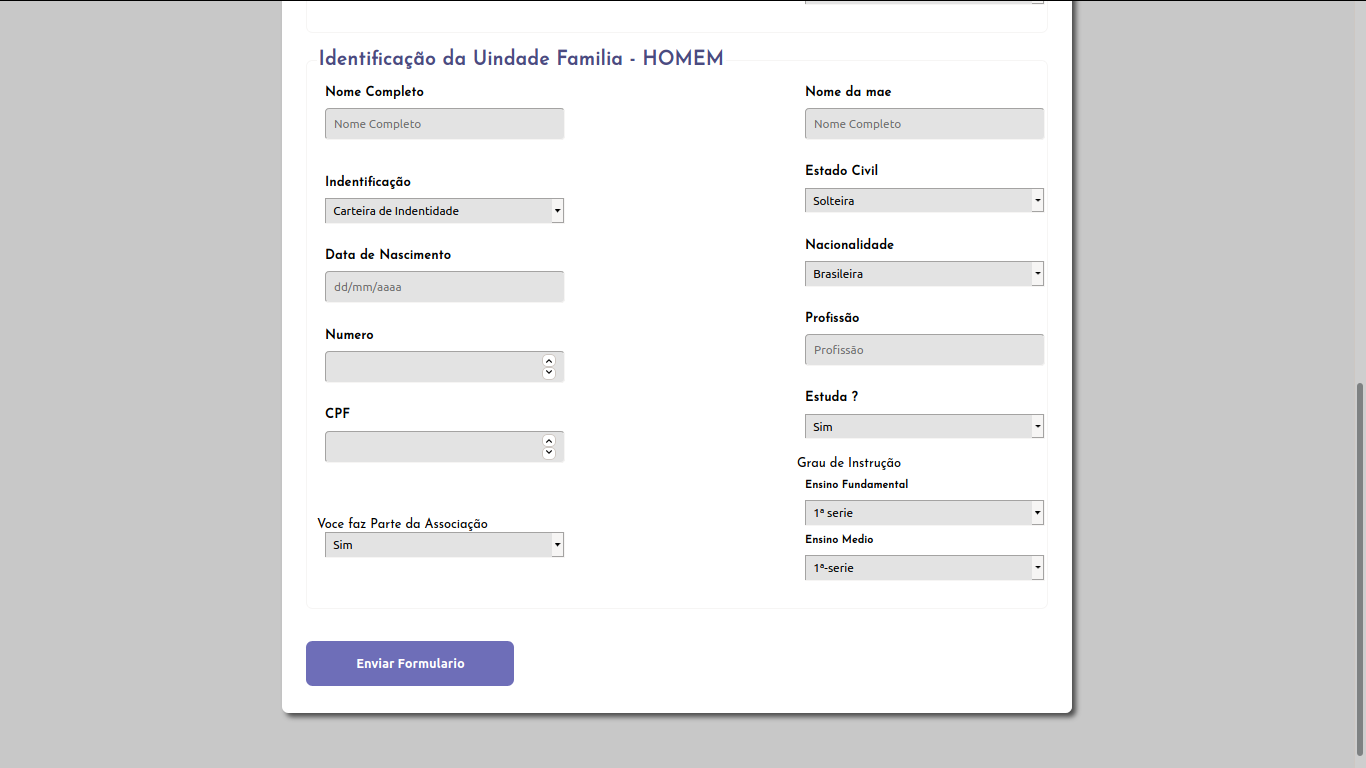 Identificação da Uindade Familia - HOMEM
Nome Completo
Nome Completo
Indentificação
Carteira de Indentidade
Data de Nascimento
dd/mm/aaaa
Numero
CPF
Voce faz Parte da Associação
Sim
Nome da mae
Nome Completo
Estado Civil
Solteira
Nacionalidade
Brasileira
Profissão
Profissão
Estuda ?
Sim
Grau de Instrução
Ensino Fundamental
1ª serie
Ensino Medio
1ª-serie
Enviar Formulario